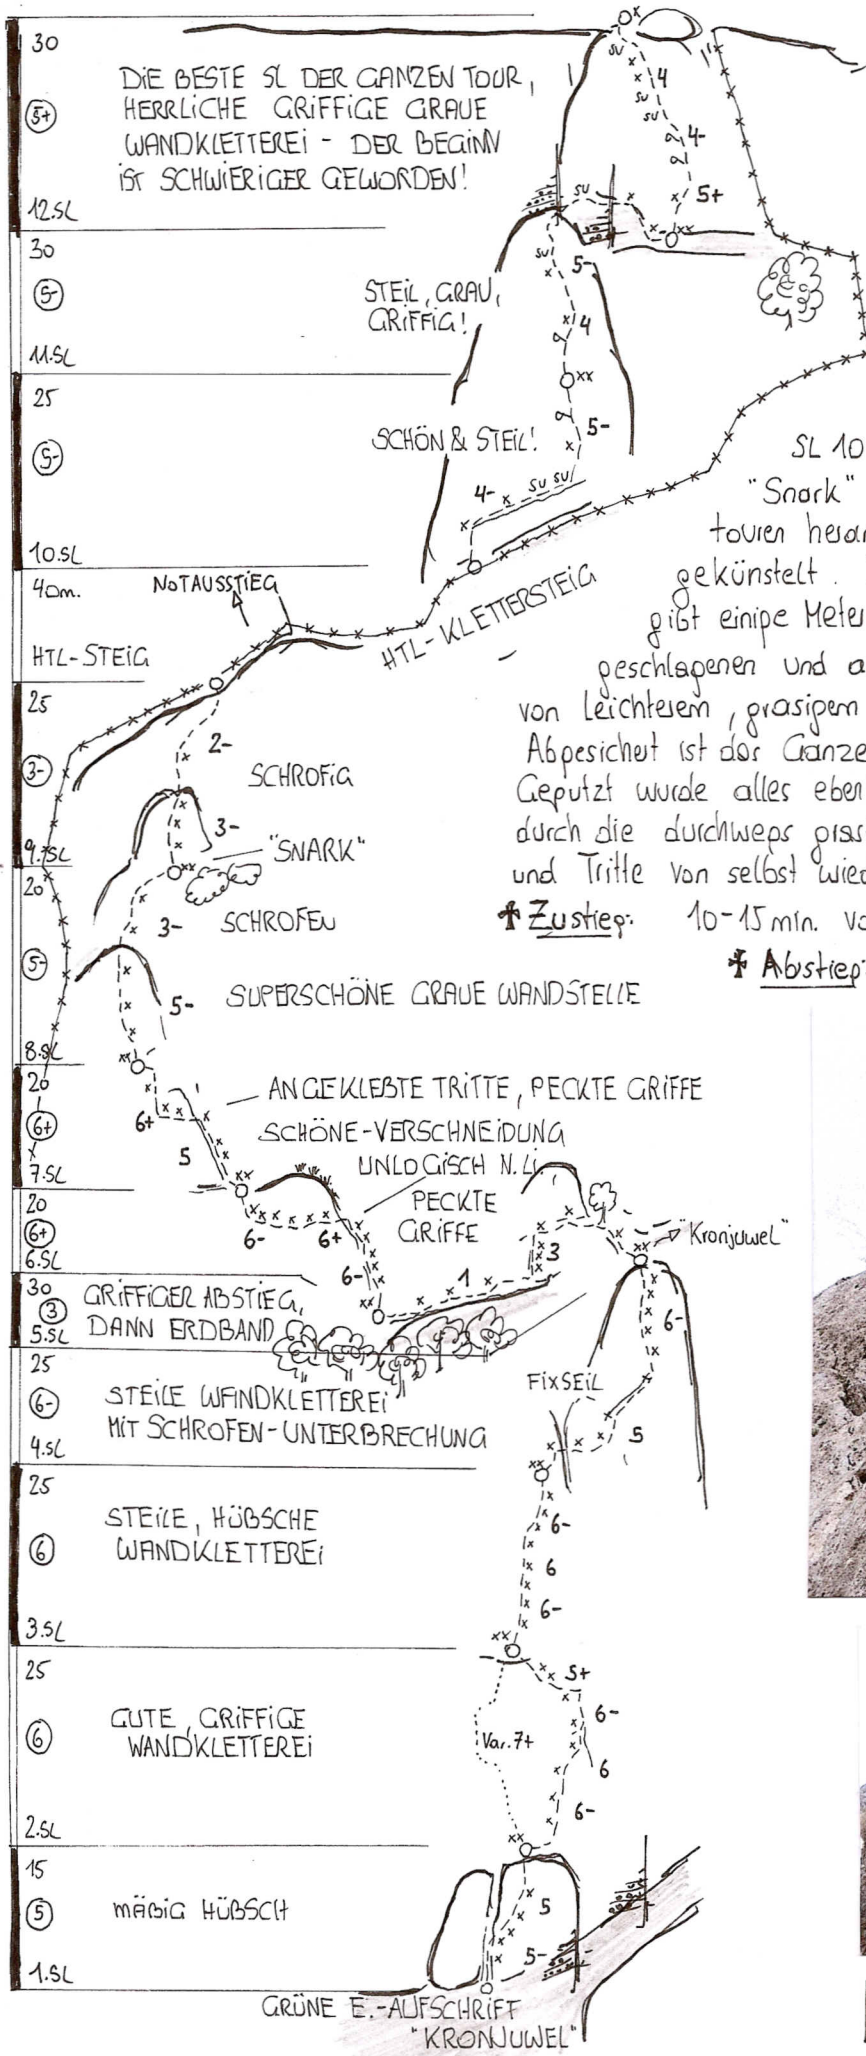 30
5+
12.SL
DIE BESTE SL DER GANZEN TOUR,
HERRLICHE GRIFFIGE GRAUE
WANDKLETTEREI - DER BEGINN
IST SCHWIERIGER GEWORDEN!
su
4
su
4-
5+
su
30
5-
11.SL
STEIL, GRAU,
GRIFFIG!
su
5-
4
25
5-
10.SL
SCHÖN & STEIL!
5-
4-
su su
SL 10
"Snark"
touren heran
gekünstelt.
gibt einige Meter
geschlagenen und a
von Leichterem, grasigem
Abgesichert ist das Ganze
Geputzt wurde alles eben
durch die durchwegs gras
und Tritte von selbst wied
Zustieg: 10-15 min. vo
Abstieg:
40m.
HTL-STEIG
NOTAUSSTIEG
HTL-KLETTERSTEIG
25
3-
9.SL
2-
SCHROFIG
3-
"SNARK"
20
5-
8.SL
3-
SCHROFEN
5-
SUPERSCHÖNE GRAUE WANDSTELLE
20
6+
7.SL
6+
5
ANGEKLEBTE TRITTE, PECKTE GRIFFE
SCHÖNE-VERSCHNEIDUNG
20
6+
6.SL
UNLOGISCH N. Li.
PECKTE
GRIFFE
6-
6+
6-
30
3
5.SL
GRIFFIGER ABSTIEG,
DANN ERDBAND
1
3
"Kronjuwel"
25
6-
4.SL
STEILE WANDKLETTEREI
MIT SCHROFEN-UNTERBRECHUNG
FIXSEIL
6-
5
25
6
3.SL
STEILE, HÜBSCHE
WANDKLETTEREI
6-
6
6-
25
6
2.SL
GUTE, GRIFFIGE
WANDKLETTEREI
Var. 7+
5+
6-
6
6-
15
5
1.SL
MÄßIG HÜBSCH
5
5-
GRÜNE E.-AUFSCHRIFT
"KRONJUWEL"